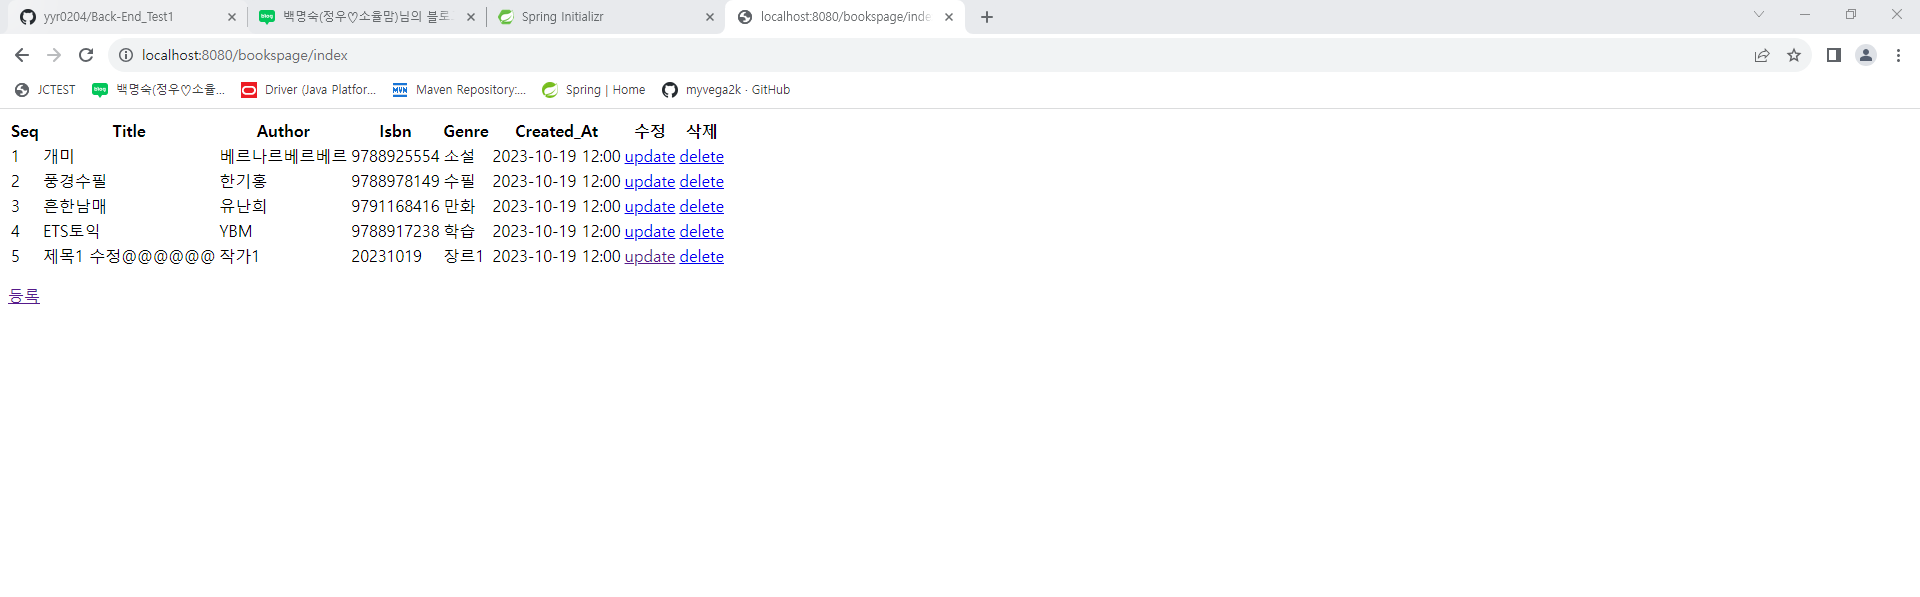 yyr0204/Back-End_Test1 백명숙(정우♡소율맘)님의 블로 Spring Initializr localhost:8080/bookspage/inde
localhost:8080/bookspage/index
JCTEST 백명숙(정우♡소율... Driver (Java Platfor... Maven Repository:... Spring | Home myvega2k · GitHub
Seq Title Author Isbn Genre Created_At 수정 삭제
1 개미 베르나르베르베르 9788925554 소설 2023-10-19 12:00 update delete
2 풍경수필 한기홍 9788978149 수필 2023-10-19 12:00 update delete
3 흔한남매 유난희 9791168416 만화 2023-10-19 12:00 update delete
4 ETS토익 YBM 9788917238 학습 2023-10-19 12:00 update delete
5 제목1 수정@@@@@@ 작가1 20231019 장르1 2023-10-19 12:00 update delete
등록